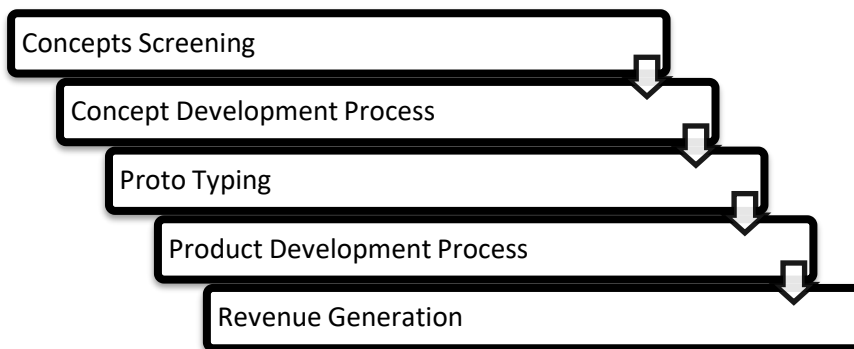 Concepts Screening
Concept Development Process
Proto Typing
Product Development Process
Revenue Generation